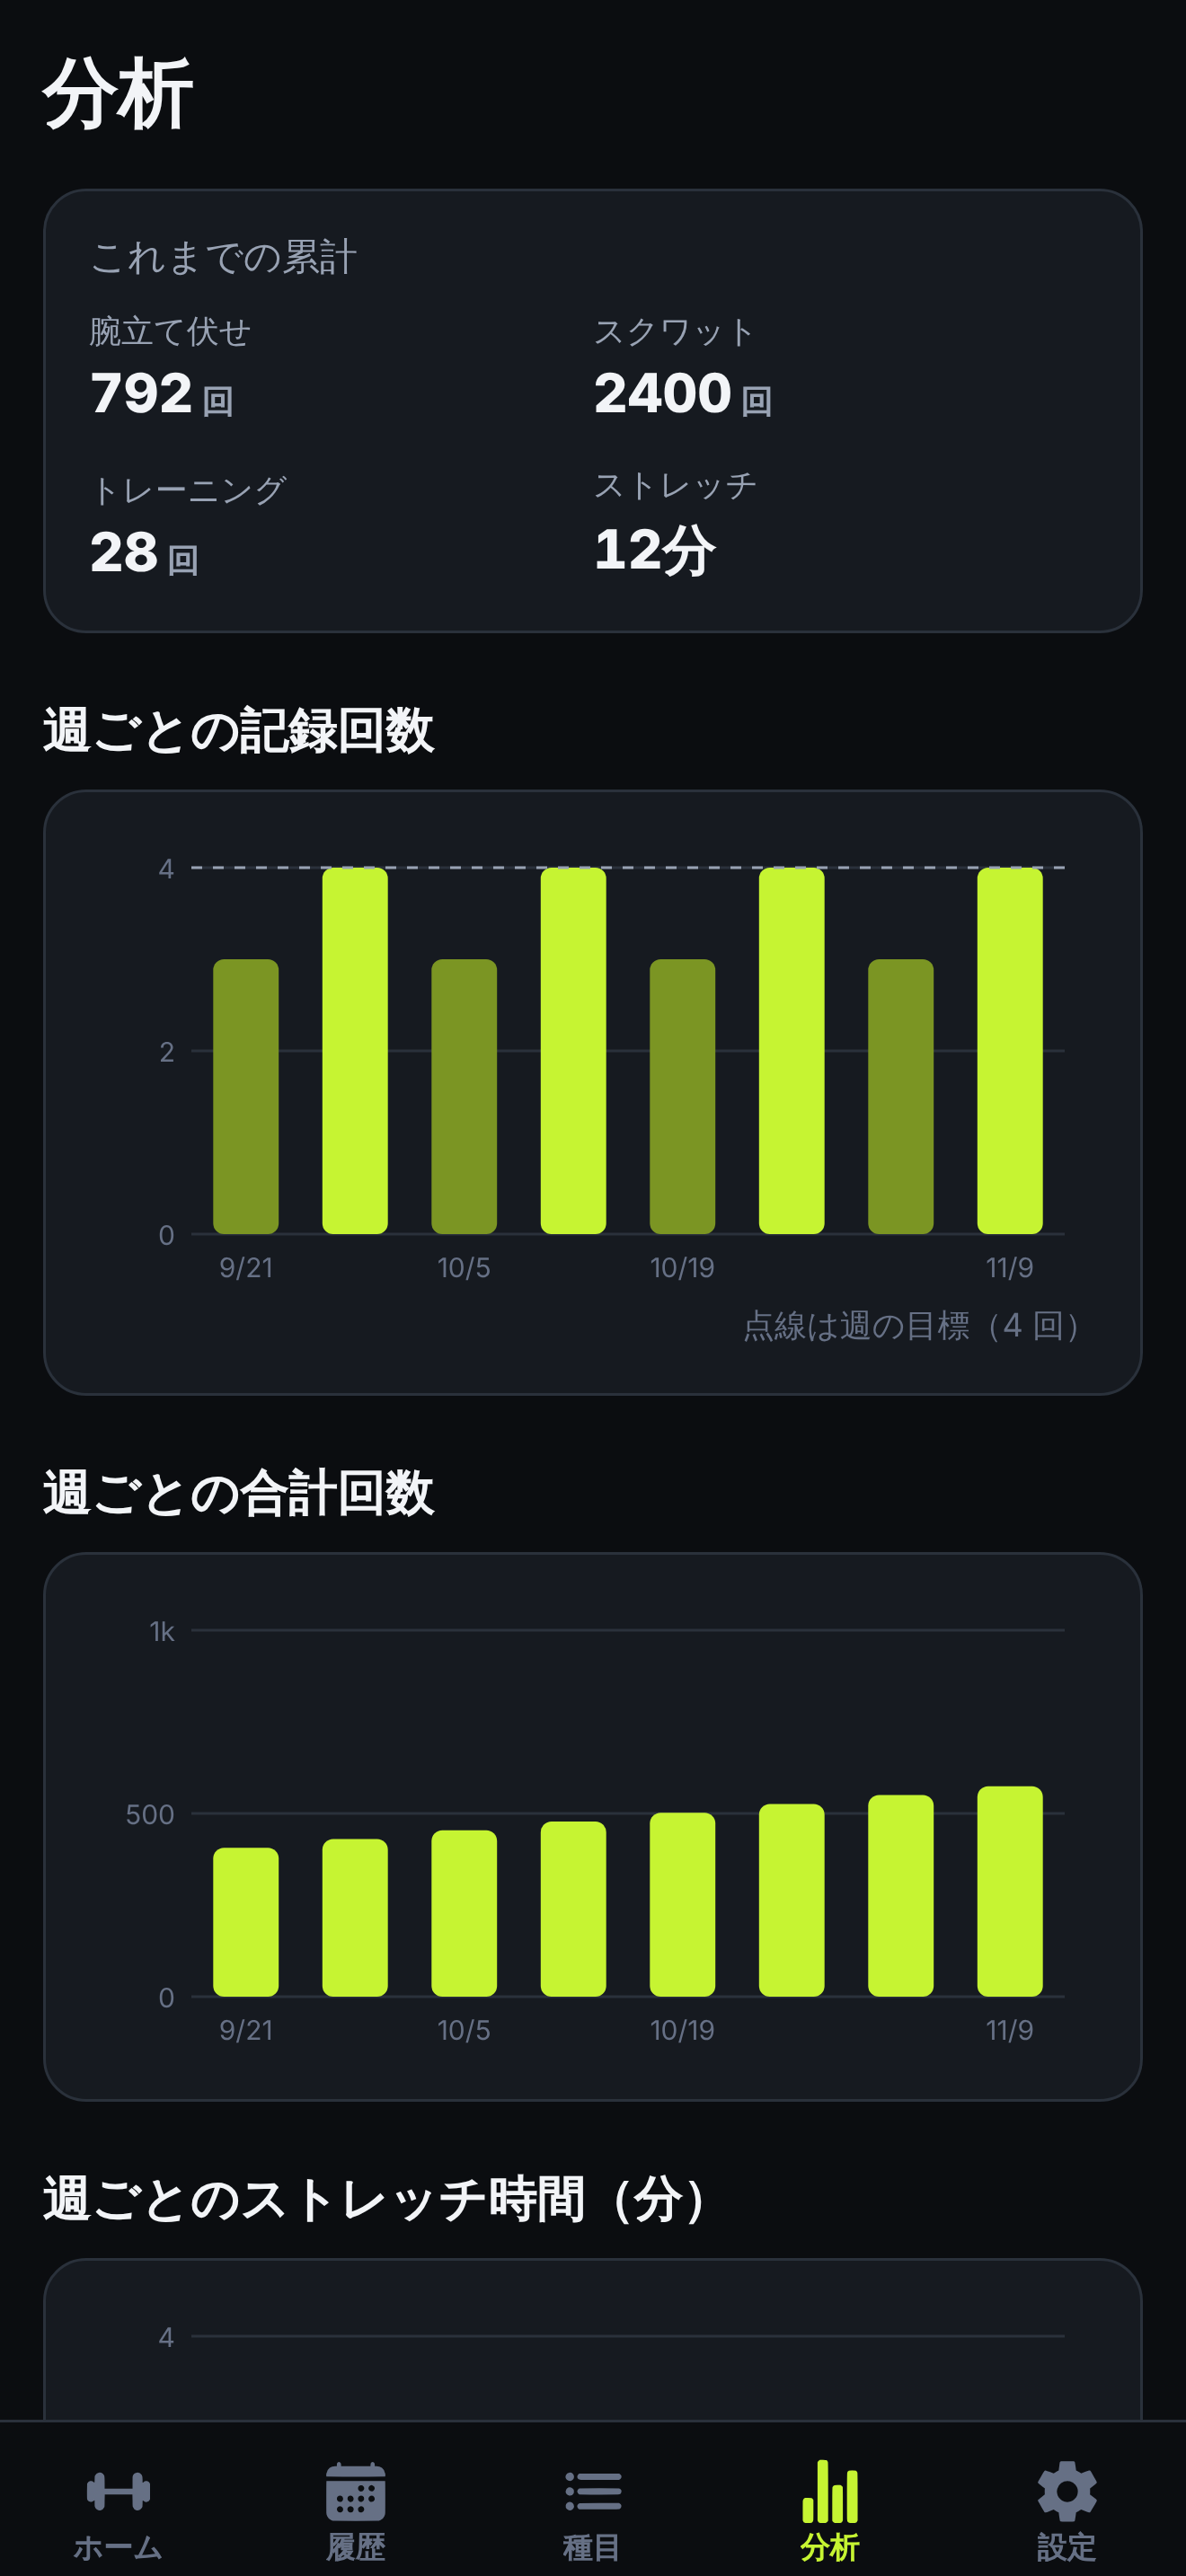 分析
これまでの累計
腕立て伏せ
792 回
スクワット
2400 回
トレーニング
28 回
ストレッチ
12分
週ごとの記録回数
4
2
0
9/21 10/5 10/19 11/9
点線は週の目標（4 回）
週ごとの合計回数
1k
500
0
9/21 10/5 10/19 11/9
週ごとのストレッチ時間（分）
4
ホーム 履歴 種目 分析 設定